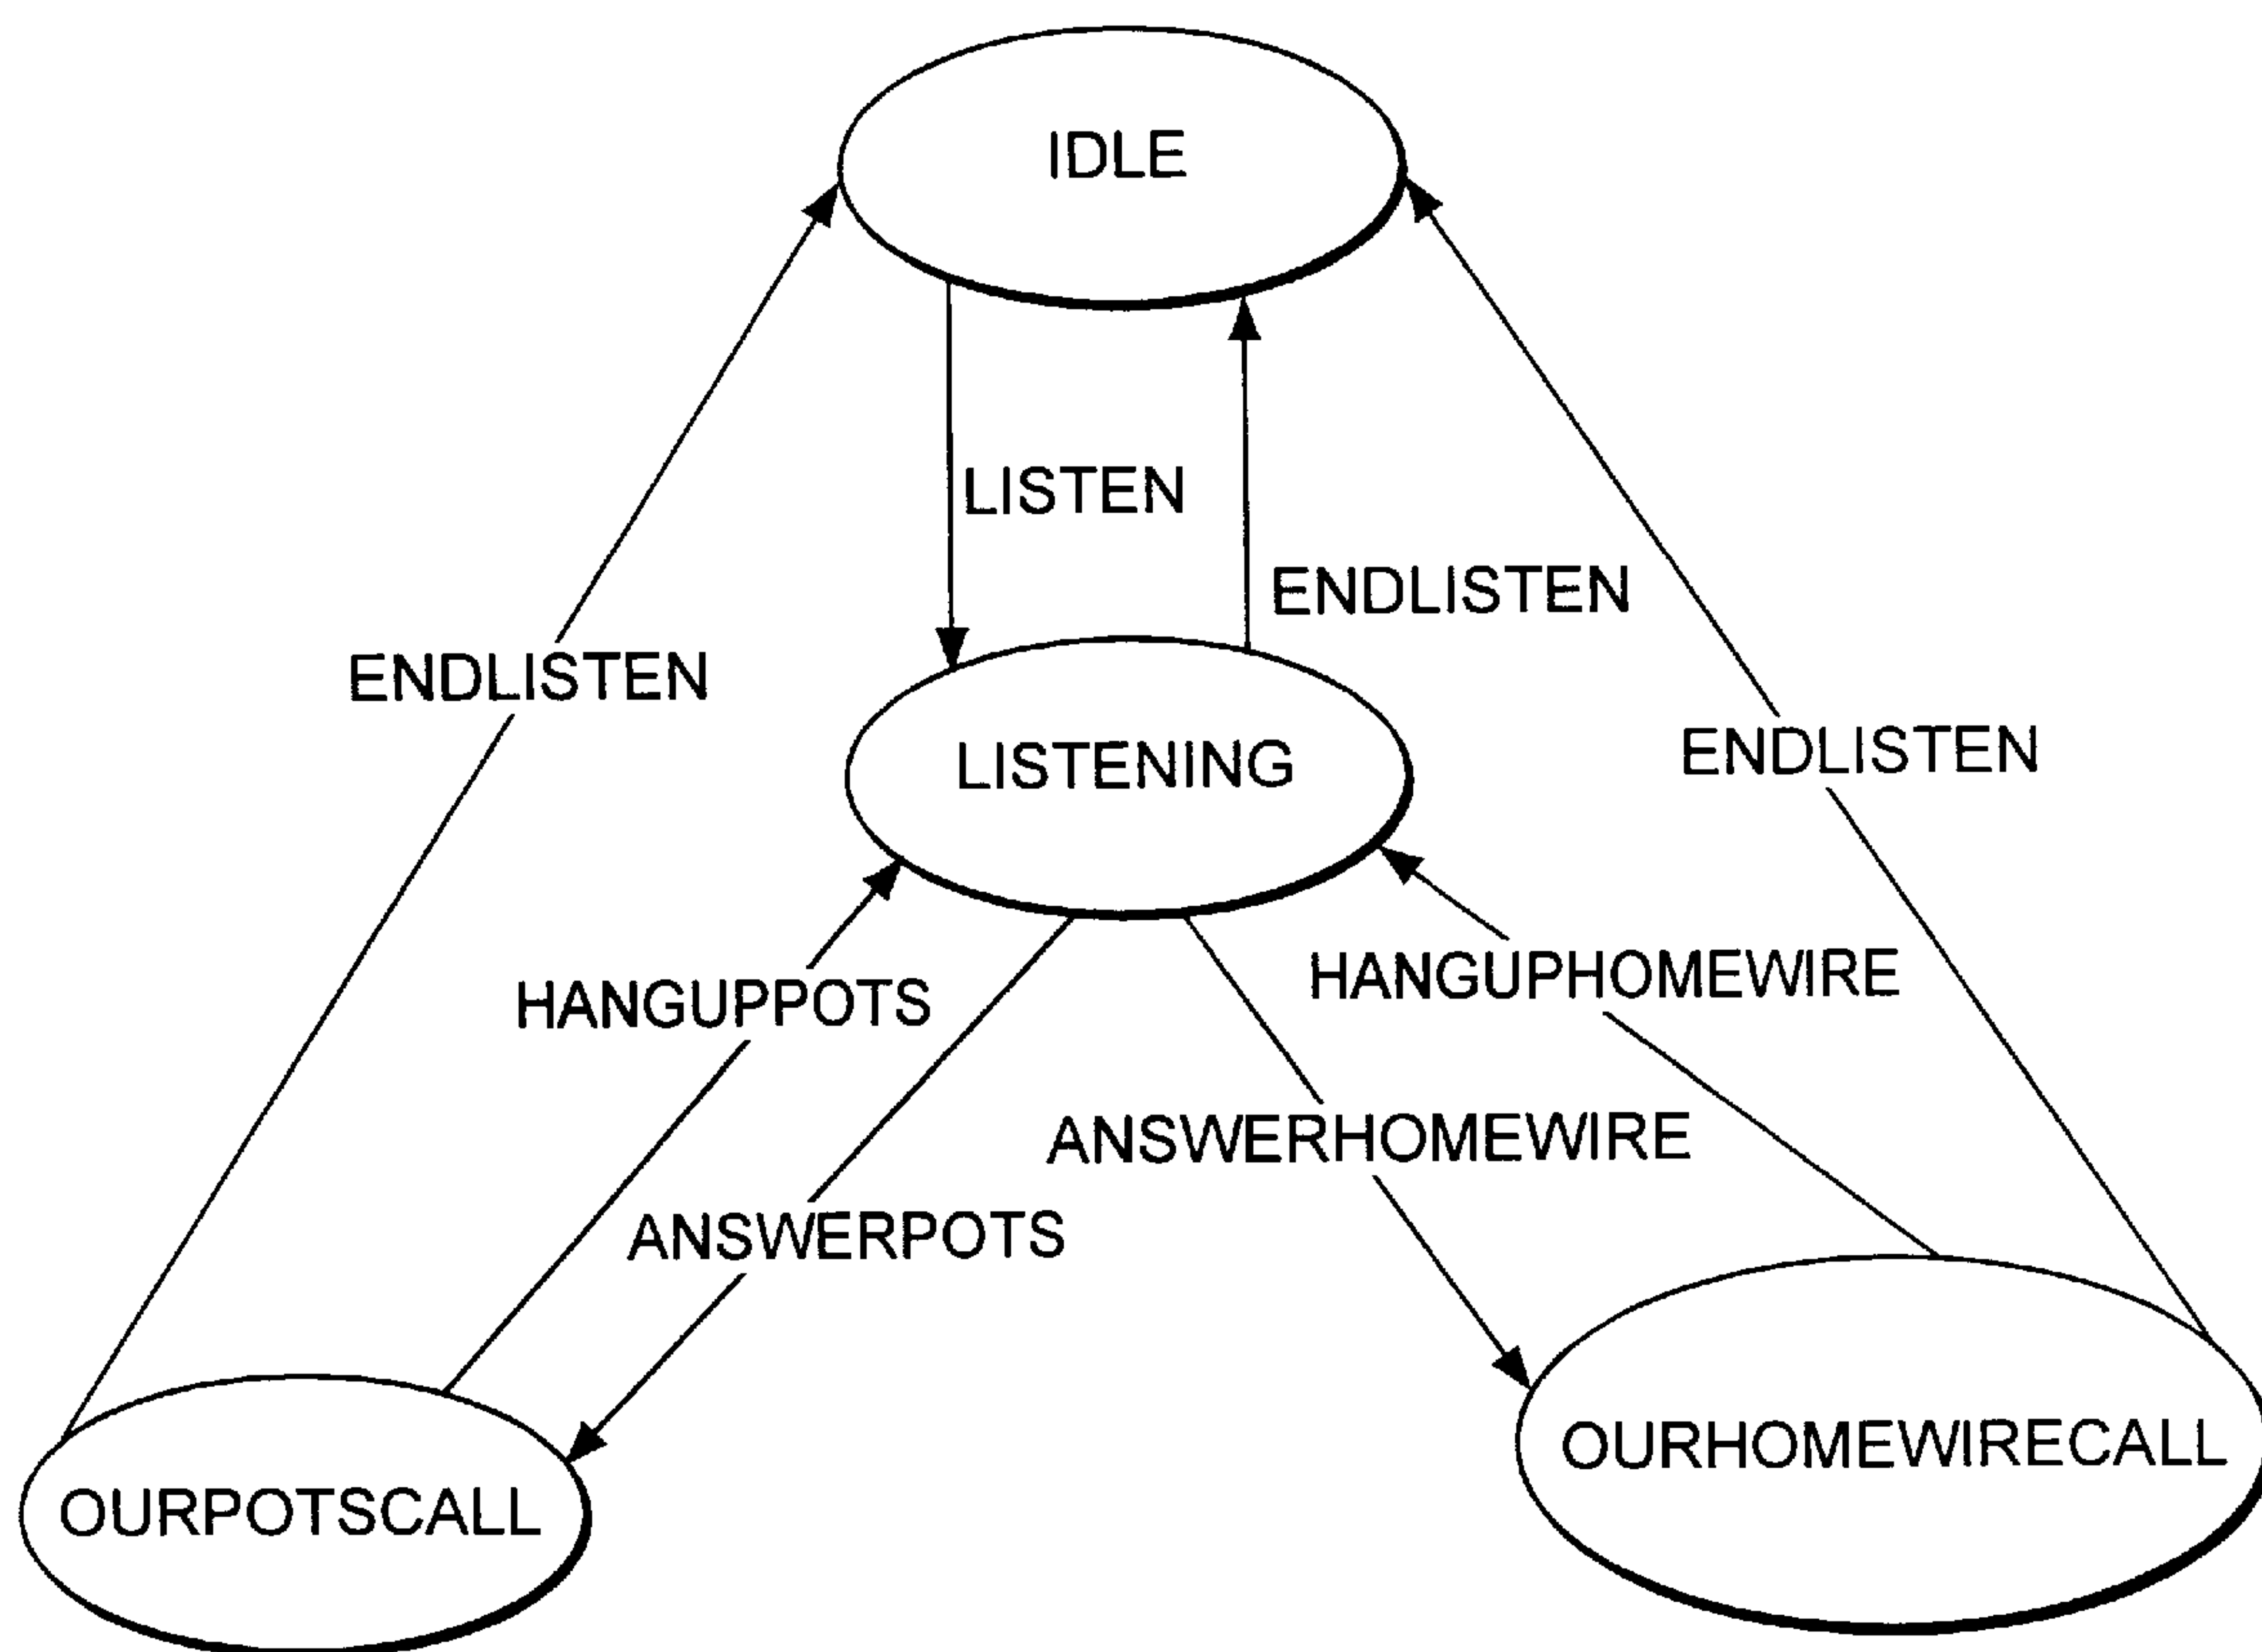 IDLE
LISTEN
ENDLISTEN
ENDLISTEN
ENDLISTEN
LISTENING
HANGUPPOTS
HANGUPHOMEWIRE
ANSWERHOMEWIRE
ANSWERPOTS
OURHOMEWIRECALL
OURPOTSCALL